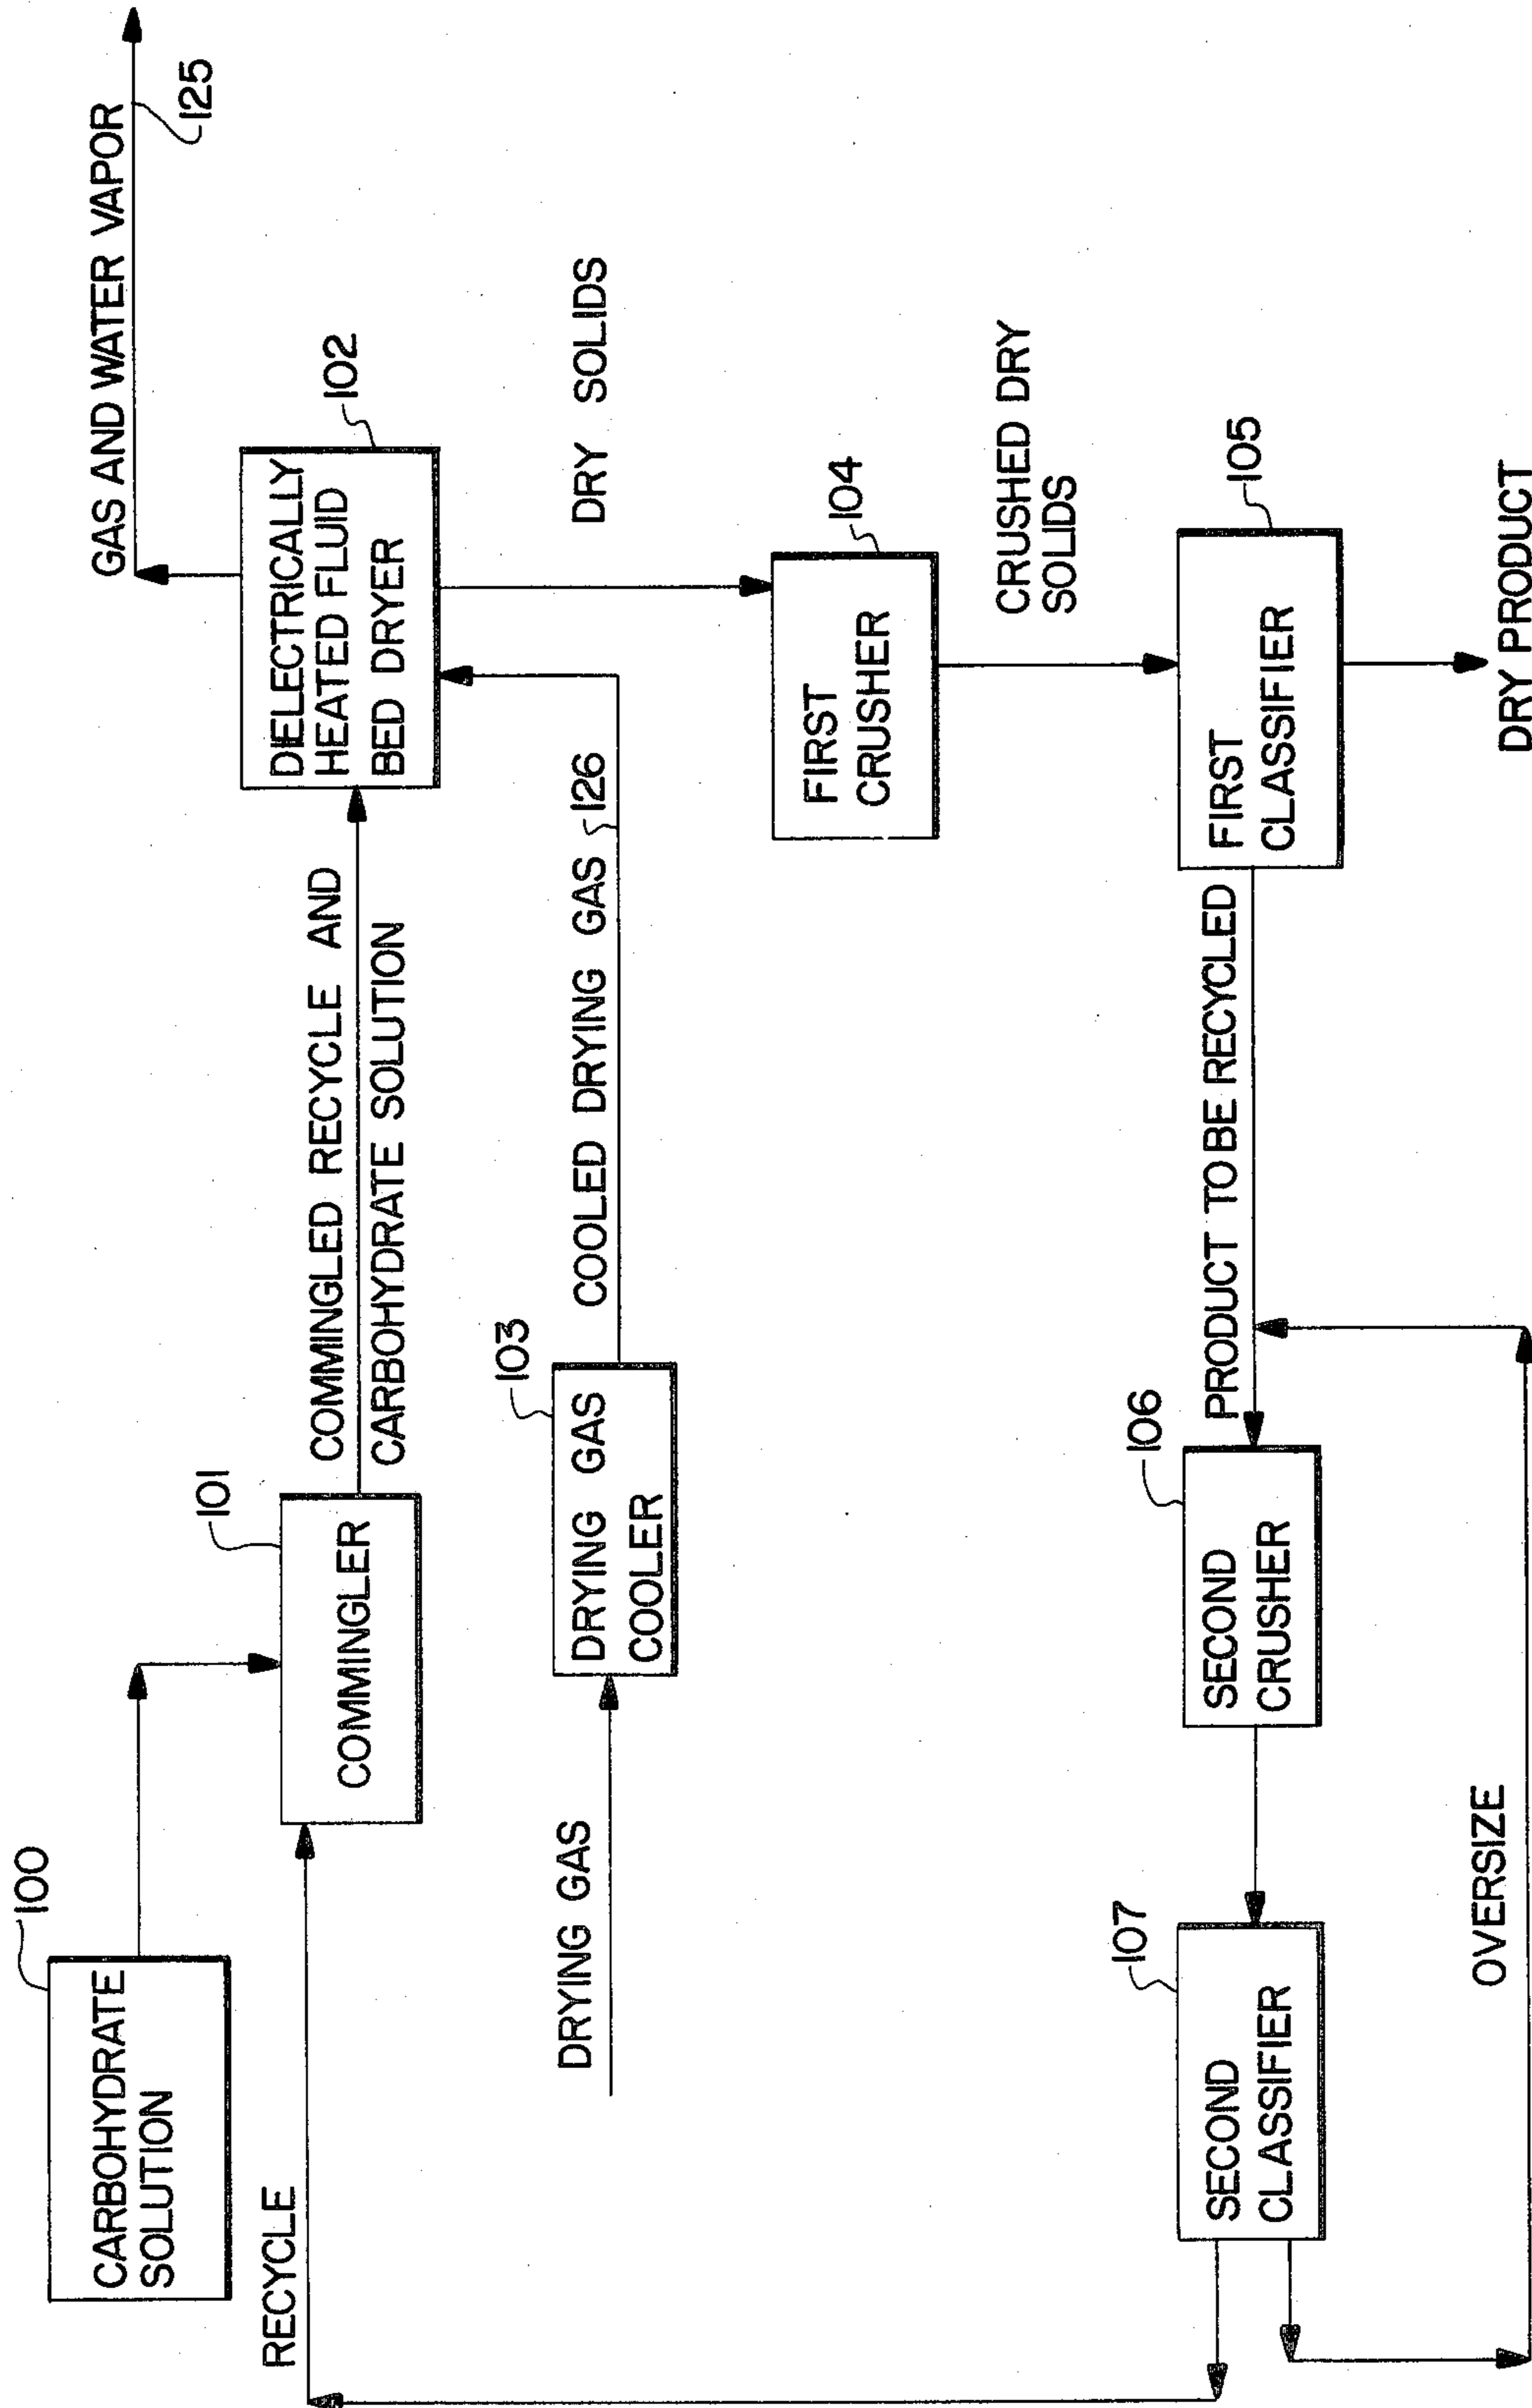 GAS AND WATER VAPOR
125
100
CARBOHYDRATE
SOLUTION
RECYCLE
101
COMMINGLER
COMMINGLED RECYCLE AND
CARBOHYDRATE SOLUTION
102
DIELECTRICALLY
HEATED FLUID
BED DRYER
DRYING GAS
103
DRYING GAS
COOLER
COOLED DRYING GAS
126
DRY SOLIDS
104
FIRST
CRUSHER
CRUSHED DRY
SOLIDS
107
SECOND
CLASSIFIER
106
SECOND
CRUSHER
PRODUCT TO BE RECYCLED
105
FIRST
CLASSIFIER
OVERSIZE
DRY PRODUCT